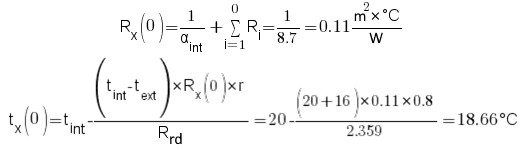 R_x(0) = 1/α_int + 0∑i=1 R_i = 1/8.7 = 0.11 m²×°C/W
t_x(0) = t_int - (t_int - t_ext)×R_x(0)×r/R_rd = 20 - (20+16)×0.11×0.8/2.359 = 18.66°C